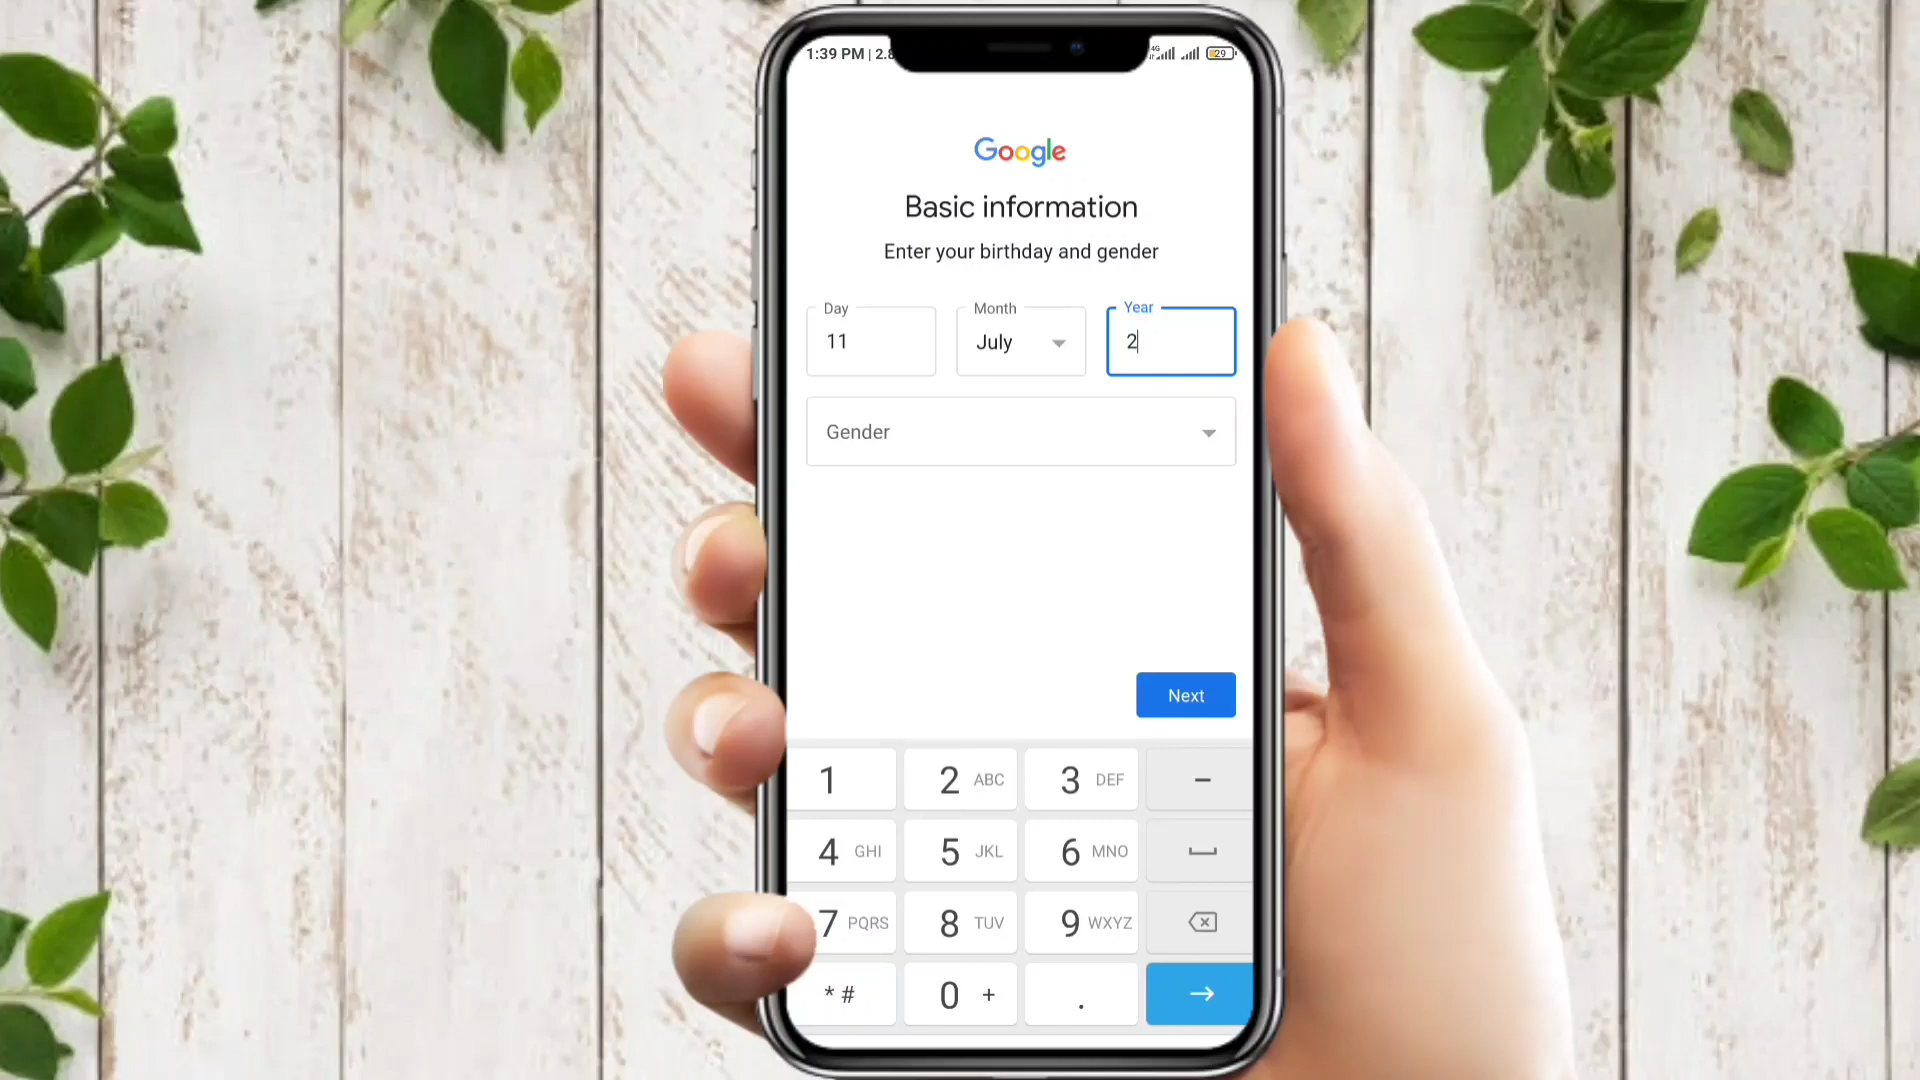 1:39 PM | 2.8
4G
29
Google
Basic information
Enter your birthday and gender
Day
Month
Year
11
July
2
Gender
Next
1
2 ABC
3 DEF
-
4 GHI
5 JKL
6 MNO
7 PQRS
8 TUV
9 WXYZ
* #
0 +
.